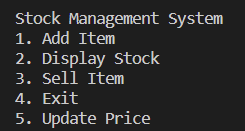 Stock Management System
1. Add Item
2. Display Stock
3. Sell Item
4. Exit
5. Update Price